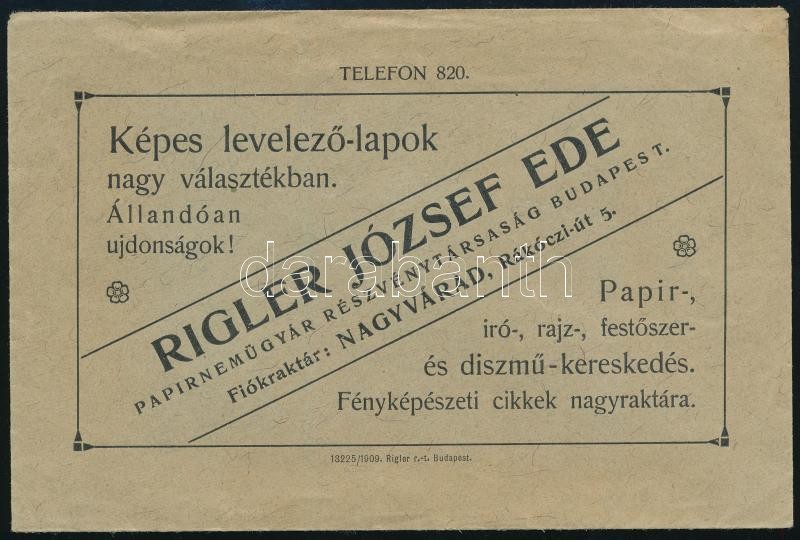 TELEFON 820.
Képes levelező-lapok
nagy választékban.
Állandóan
ujdonságok!
RIGLER JÓZSEF EDE
PAPIRNEMŰGYÁR RÉSZVÉNYTÁRSASÁG BUDAPEST.
Fiókraktár: NAGYVÁRAD, Rákóczi-út 5.
Papir-,
iró-, rajz-, festőszer-
és diszmű-kereskedés.
Fényképészeti cikkek nagyraktára.
13225/1909. Rigler r.-t. Budapest.
darabanth